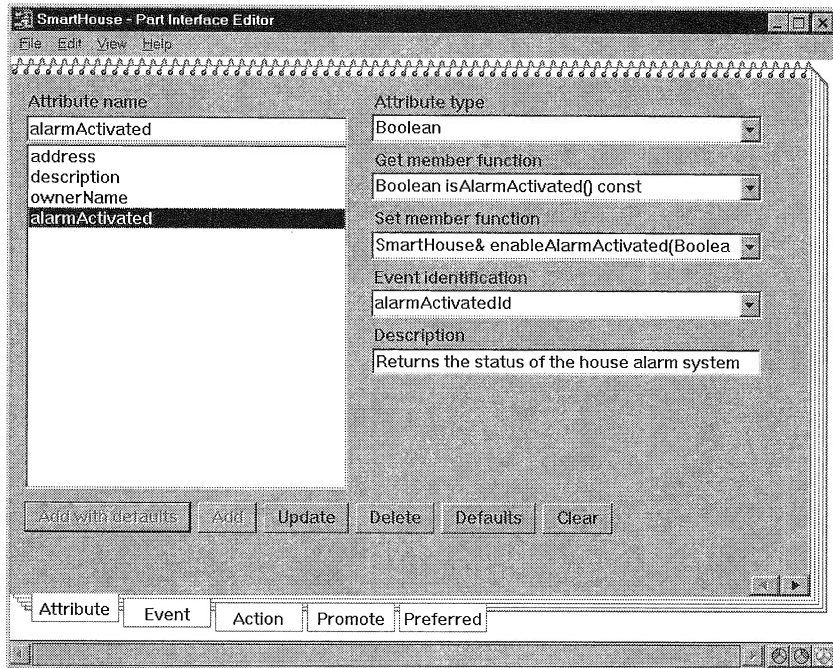 SmartHouse - Part Interface Editor
File Edit View Help
Attribute name
alarmActivated
address
description
ownerName
alarmActivated
Attribute type
Boolean
Get member function
Boolean isAlarmActivated() const
Set member function
SmartHouse& enableAlarmActivated(Boolea
Event identification
alarmActivatedId
Description
Returns the status of the house alarm system
Add with defaults Add Update Delete Defaults Clear
Attribute Event Action Promote Preferred